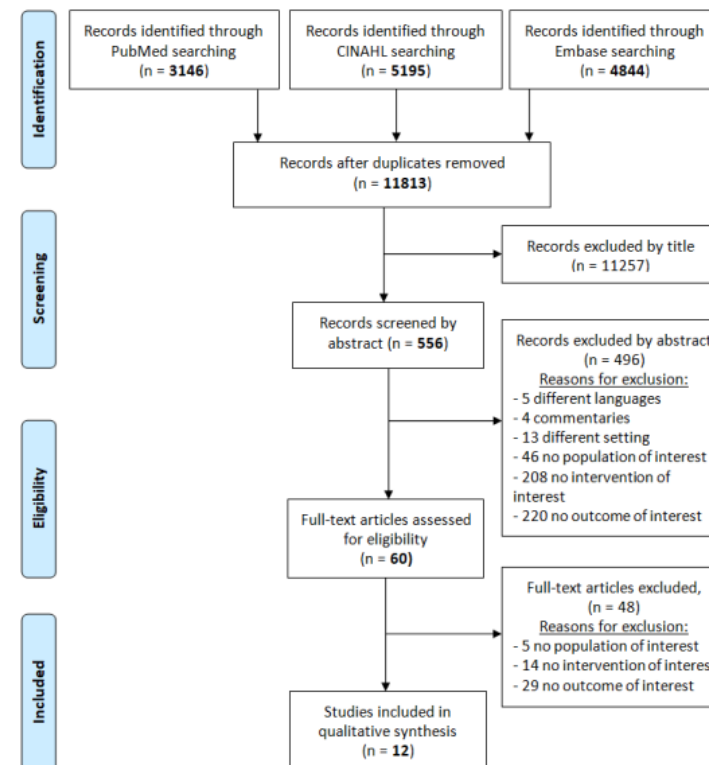 Identification
Records identified through
PubMed searching
(n = 3146)
Records identified through
CINAHL searching
(n = 5195)
Records identified through
Embase searching
(n = 4844)
Records after duplicates removed
(n = 11813)
Screening
Records excluded by title
(n = 11257)
Records screened by
abstract (n = 556)
Records excluded by abstract
(n = 496)
Reasons for exclusion:
- 5 different languages
- 4 commentaries
- 13 different setting
- 46 no population of interest
- 208 no intervention of
interest
- 220 no outcome of interest
Eligibility
Full-text articles assessed
for eligibility
(n = 60)
Full-text articles excluded,
(n = 48)
Reasons for exclusion:
- 5 no population of interest
- 14 no intervention of interes
- 29 no outcome of interest
Included
Studies included in
qualitative synthesis
(n = 12)